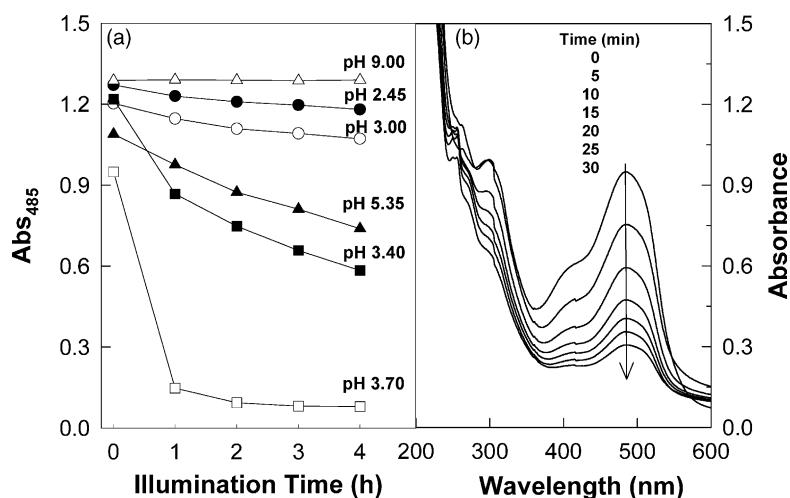 (a)
(b)
1.5
1.2
0.9
0.6
0.3
0.0
Abs485
pH 9.00
pH 2.45
pH 3.00
pH 5.35
pH 3.40
pH 3.70
0 1 2 3 4
Illumination Time (h)
Time (min)
0
5
10
15
20
25
30
200 300 400 500 600
Wavelength (nm)
1.5
1.2
0.9
0.6
0.3
0.0
Absorbance